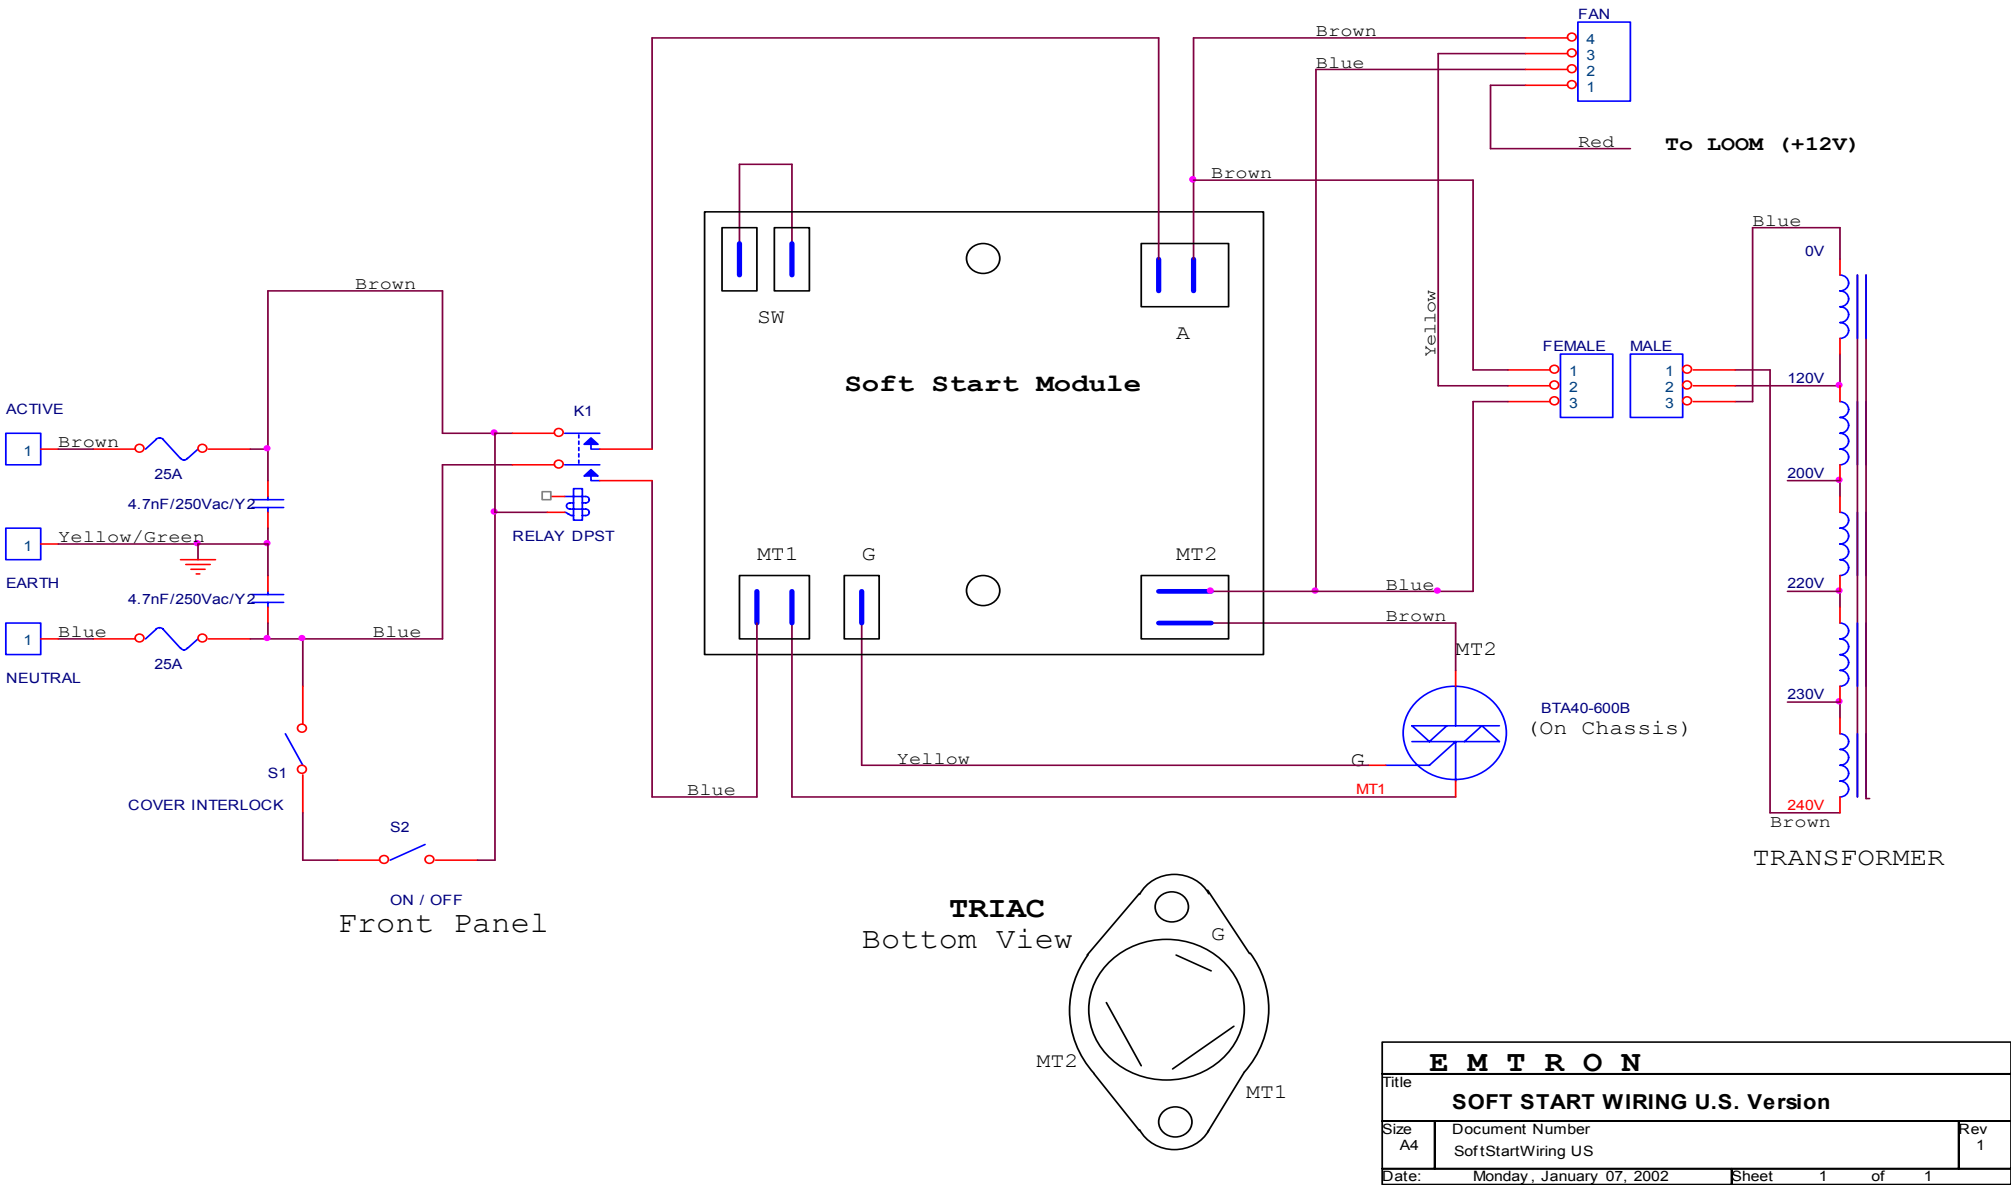 FAN
Brown
4
3
Blue
2
1
Red
To LOOM (+12V)
Brown
Blue
0V
SW
A
Brown
Yellow
FEMALE
MALE
1
2
3
1
2
3
120V
Soft Start Module
ACTIVE
K1
1
Brown
25A
200V
4.7nF/250Vac/Y2
RELAY DPST
1
Yellow/Green
EARTH
MT1
G
MT2
Blue
220V
4.7nF/250Vac/Y2
Brown
1
Blue
Blue
25A
MT2
NEUTRAL
230V
BTA40-600B
(On Chassis)
S1
Yellow
G
COVER INTERLOCK
Blue
MT1
240V
Brown
S2
TRANSFORMER
ON / OFF
Front Panel
TRIAC
Bottom View
G
MT2
MT1
E M T R O N
Title
SOFT START WIRING U.S. Version
Size
A4
Document Number
SoftStartWiring US
Rev
1
Date:
Monday, January 07, 2002
Sheet
1
of
1